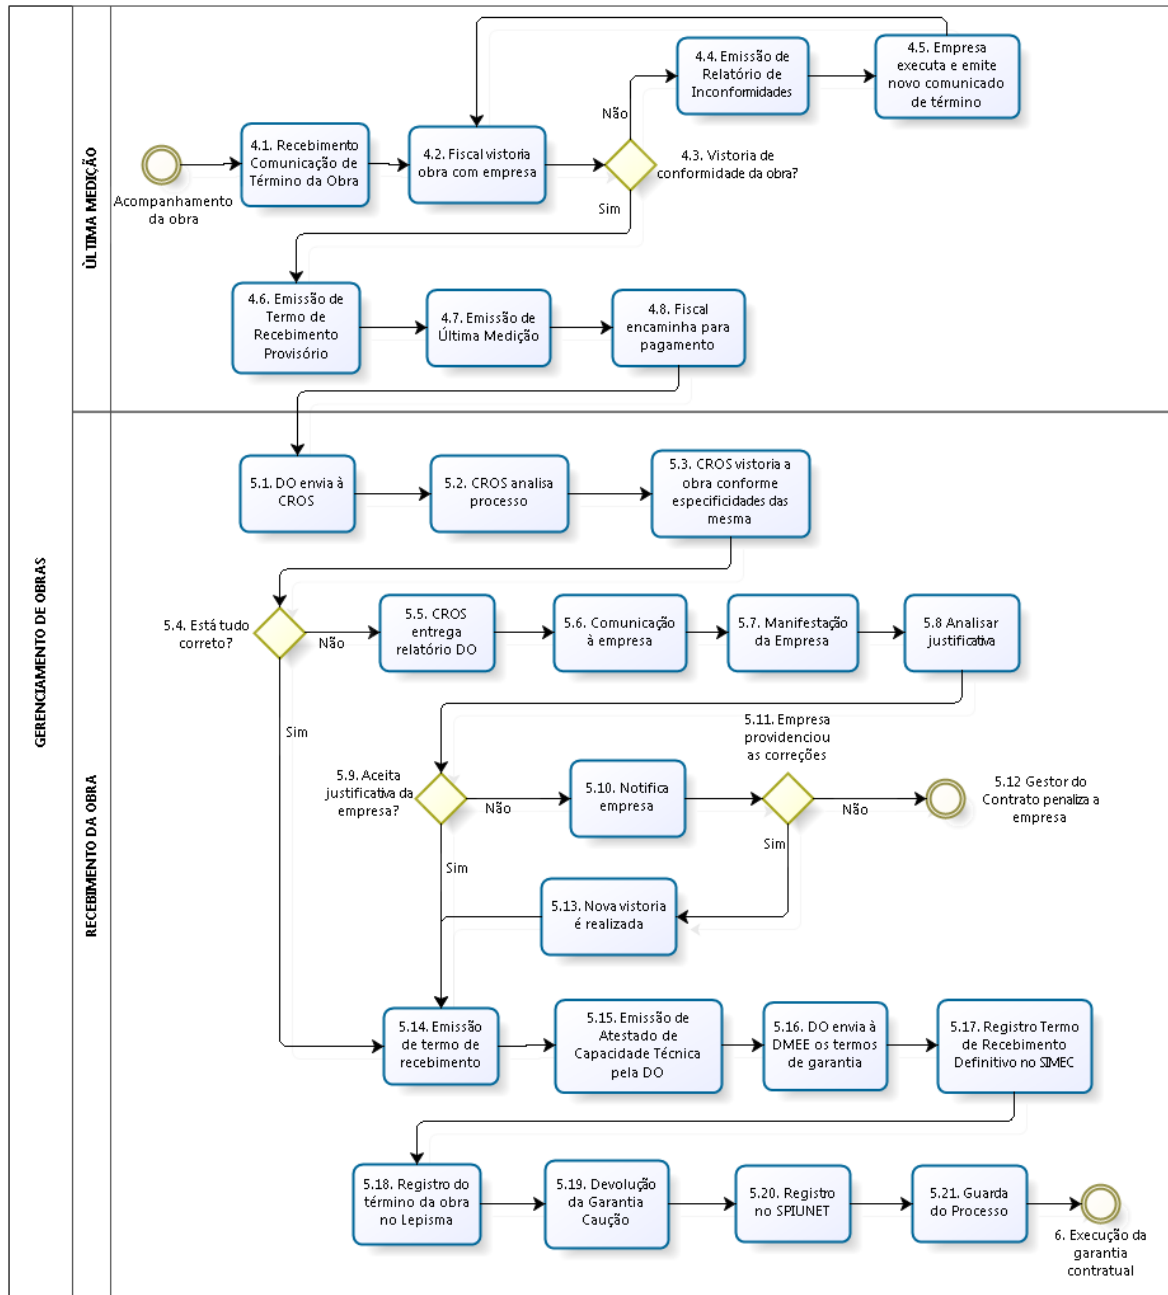 GERENCIAMENTO DE OBRAS
ÚLTIMA MEDIÇÃO
4.4. Emissão de
Relatório de
Inconformidades
4.5. Empresa
executa e emite
novo comunicado
de término
Não
4.1. Recebimento
Comunicação de
Término da Obra
4.2. Fiscal vistoria
obra com empresa
4.3. Vistoria de
conformidade da obra?
Acompanhamento
da obra
Sim
4.6. Emissão de
Termo de
Recebimento
Provisório
4.7. Emissão de
Última Medição
4.8. Fiscal
encaminha para
pagamento
RECEBIMENTO DA OBRA
5.1. DO envia à
CROS
5.2. CROS analisa
processo
5.3. CROS vistoria a
obra conforme
especificidades das
mesma
5.4. Está tudo
correto?
Não
5.5. CROS
entrega
relatório DO
5.6. Comunicação
à empresa
5.7. Manifestação
da Empresa
5.8 Analisar
justificativa
Sim
5.9. Aceita
justificativa da
empresa?
Não
5.10. Notifica
empresa
5.11. Empresa
providenciou
as correções
Não
5.12 Gestor do
Contrato penaliza a
empresa
Sim
Sim
5.13. Nova vistoria
é realizada
5.14. Emissão
de termo de
recebimento
5.15. Emissão de
Atestado de
Capacidade Técnica
pela DO
5.16. DO envia à
DMEE os termos
de garantia
5.17. Registro Termo
de Recebimento
Definitivo no SIMEC
5.18. Registro do
término da obra
no Lepisma
5.19. Devolução
da Garantia
Caução
5.20. Registro
no SPIUNET
5.21. Guarda
do Processo
6. Execução da
garantia
contratual